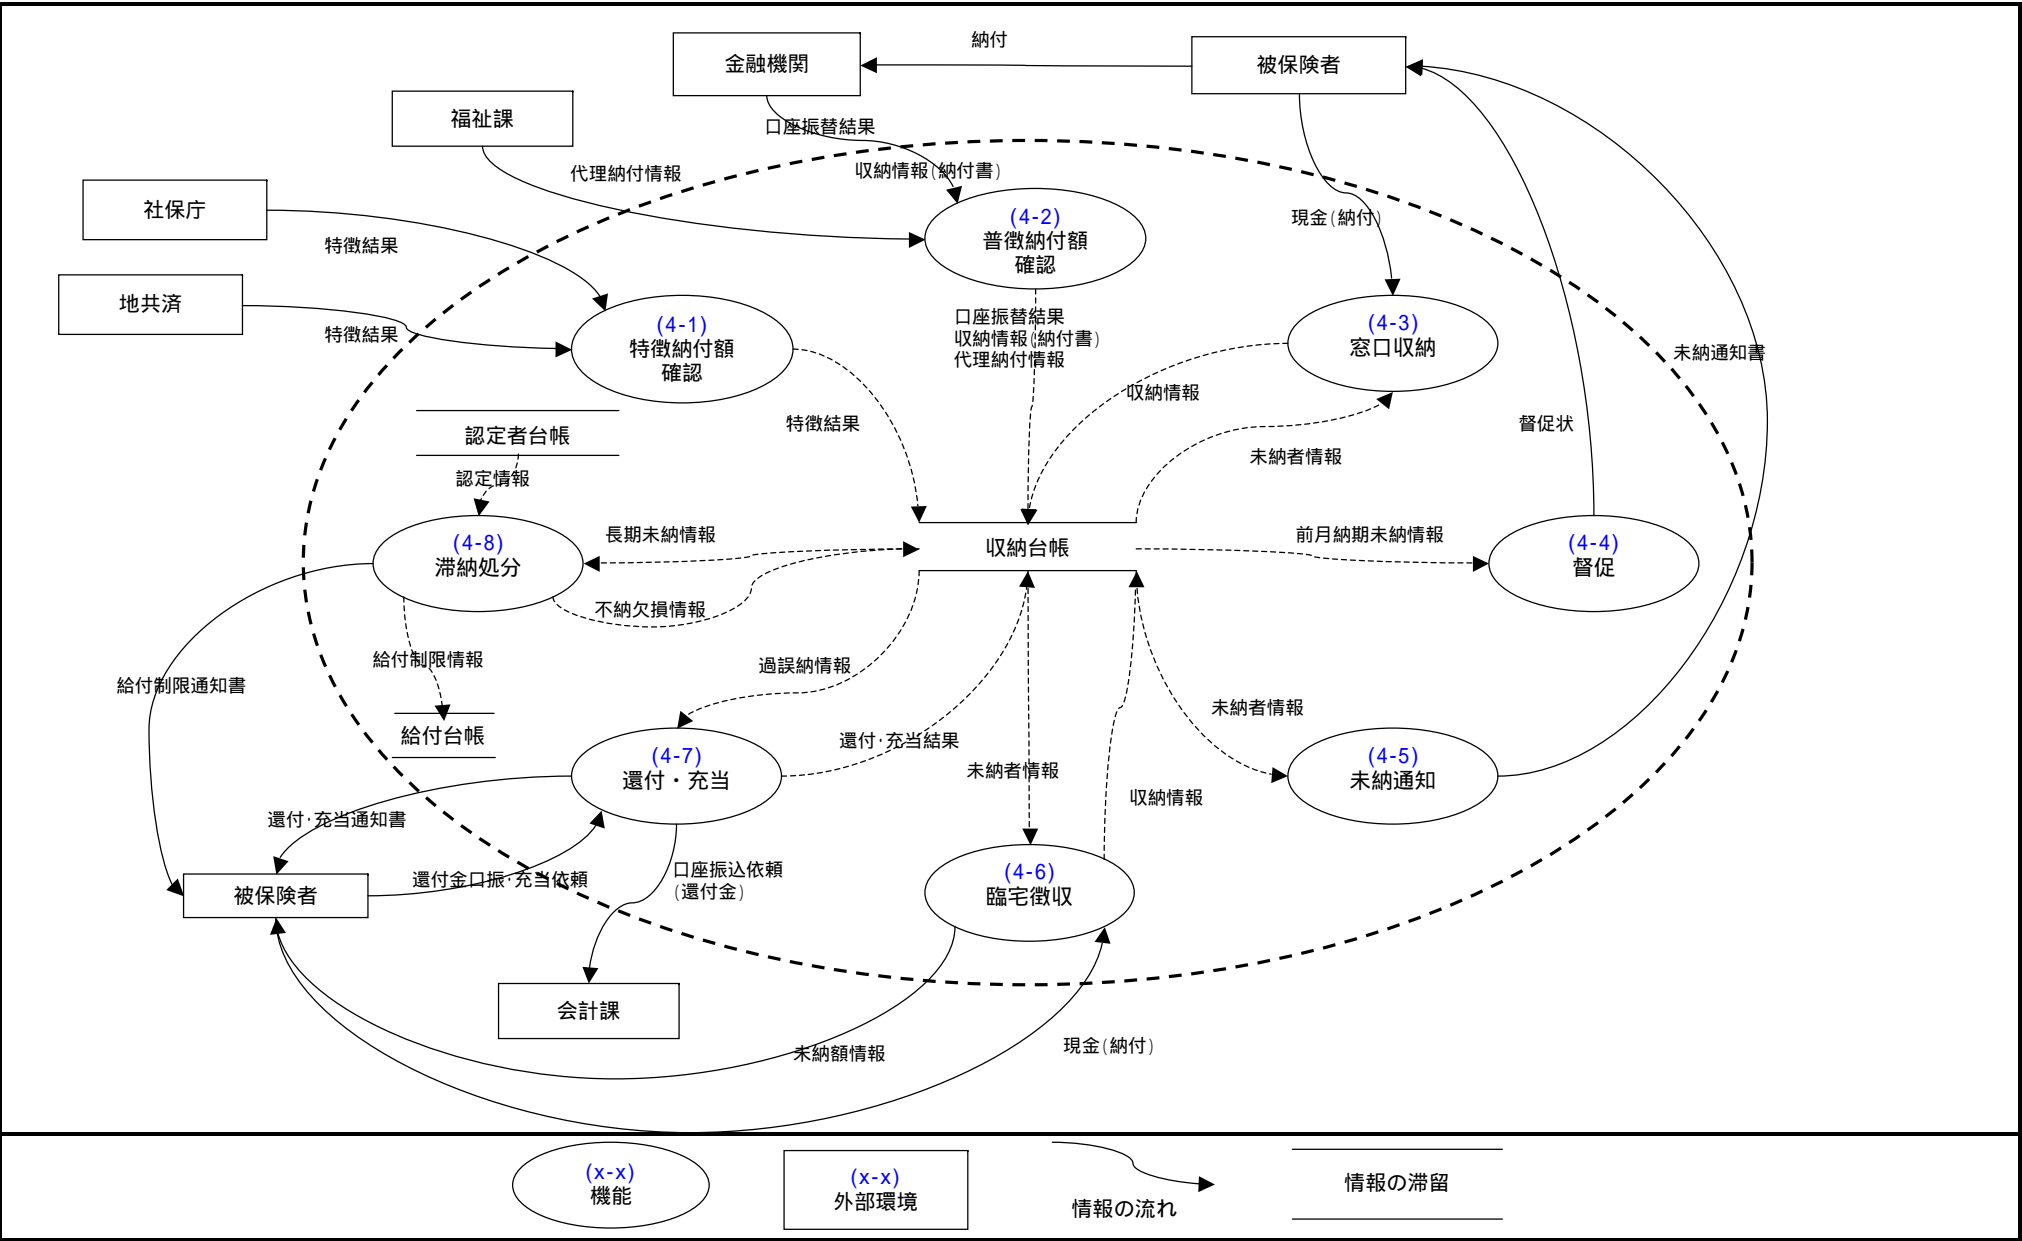 納付
金融機関
被保険者
福祉課
口座振替結果
代理納付情報
収納情報(納付書)
社保庁
(4-2)
普徴納付額
確認
現金(納付)
特徴結果
地共済
特徴結果
(4-1)
特徴納付額
確認
口座振替結果
収納情報(納付書)
代理納付情報
(4-3)
窓口収納
未納通知書
収納情報
特徴結果
督促状
認定者台帳
未納者情報
認定情報
長期未納情報
前月納期未納情報
(4-8)
滞納処分
収納台帳
(4-4)
督促
不納欠損情報
給付制限情報
過誤納情報
給付制限通知書
未納者情報
給付台帳
還付・充当結果
(4-7)
還付・充当
(4-5)
未納通知
未納者情報
収納情報
還付・充当通知書
口座振込依頼
(還付金)
還付金口振・充当依頼
(4-6)
臨宅徴収
被保険者
会計課
未納額情報
現金(納付)
(x-x)
機能
(x-x)
外部環境
情報の流れ
情報の滞留